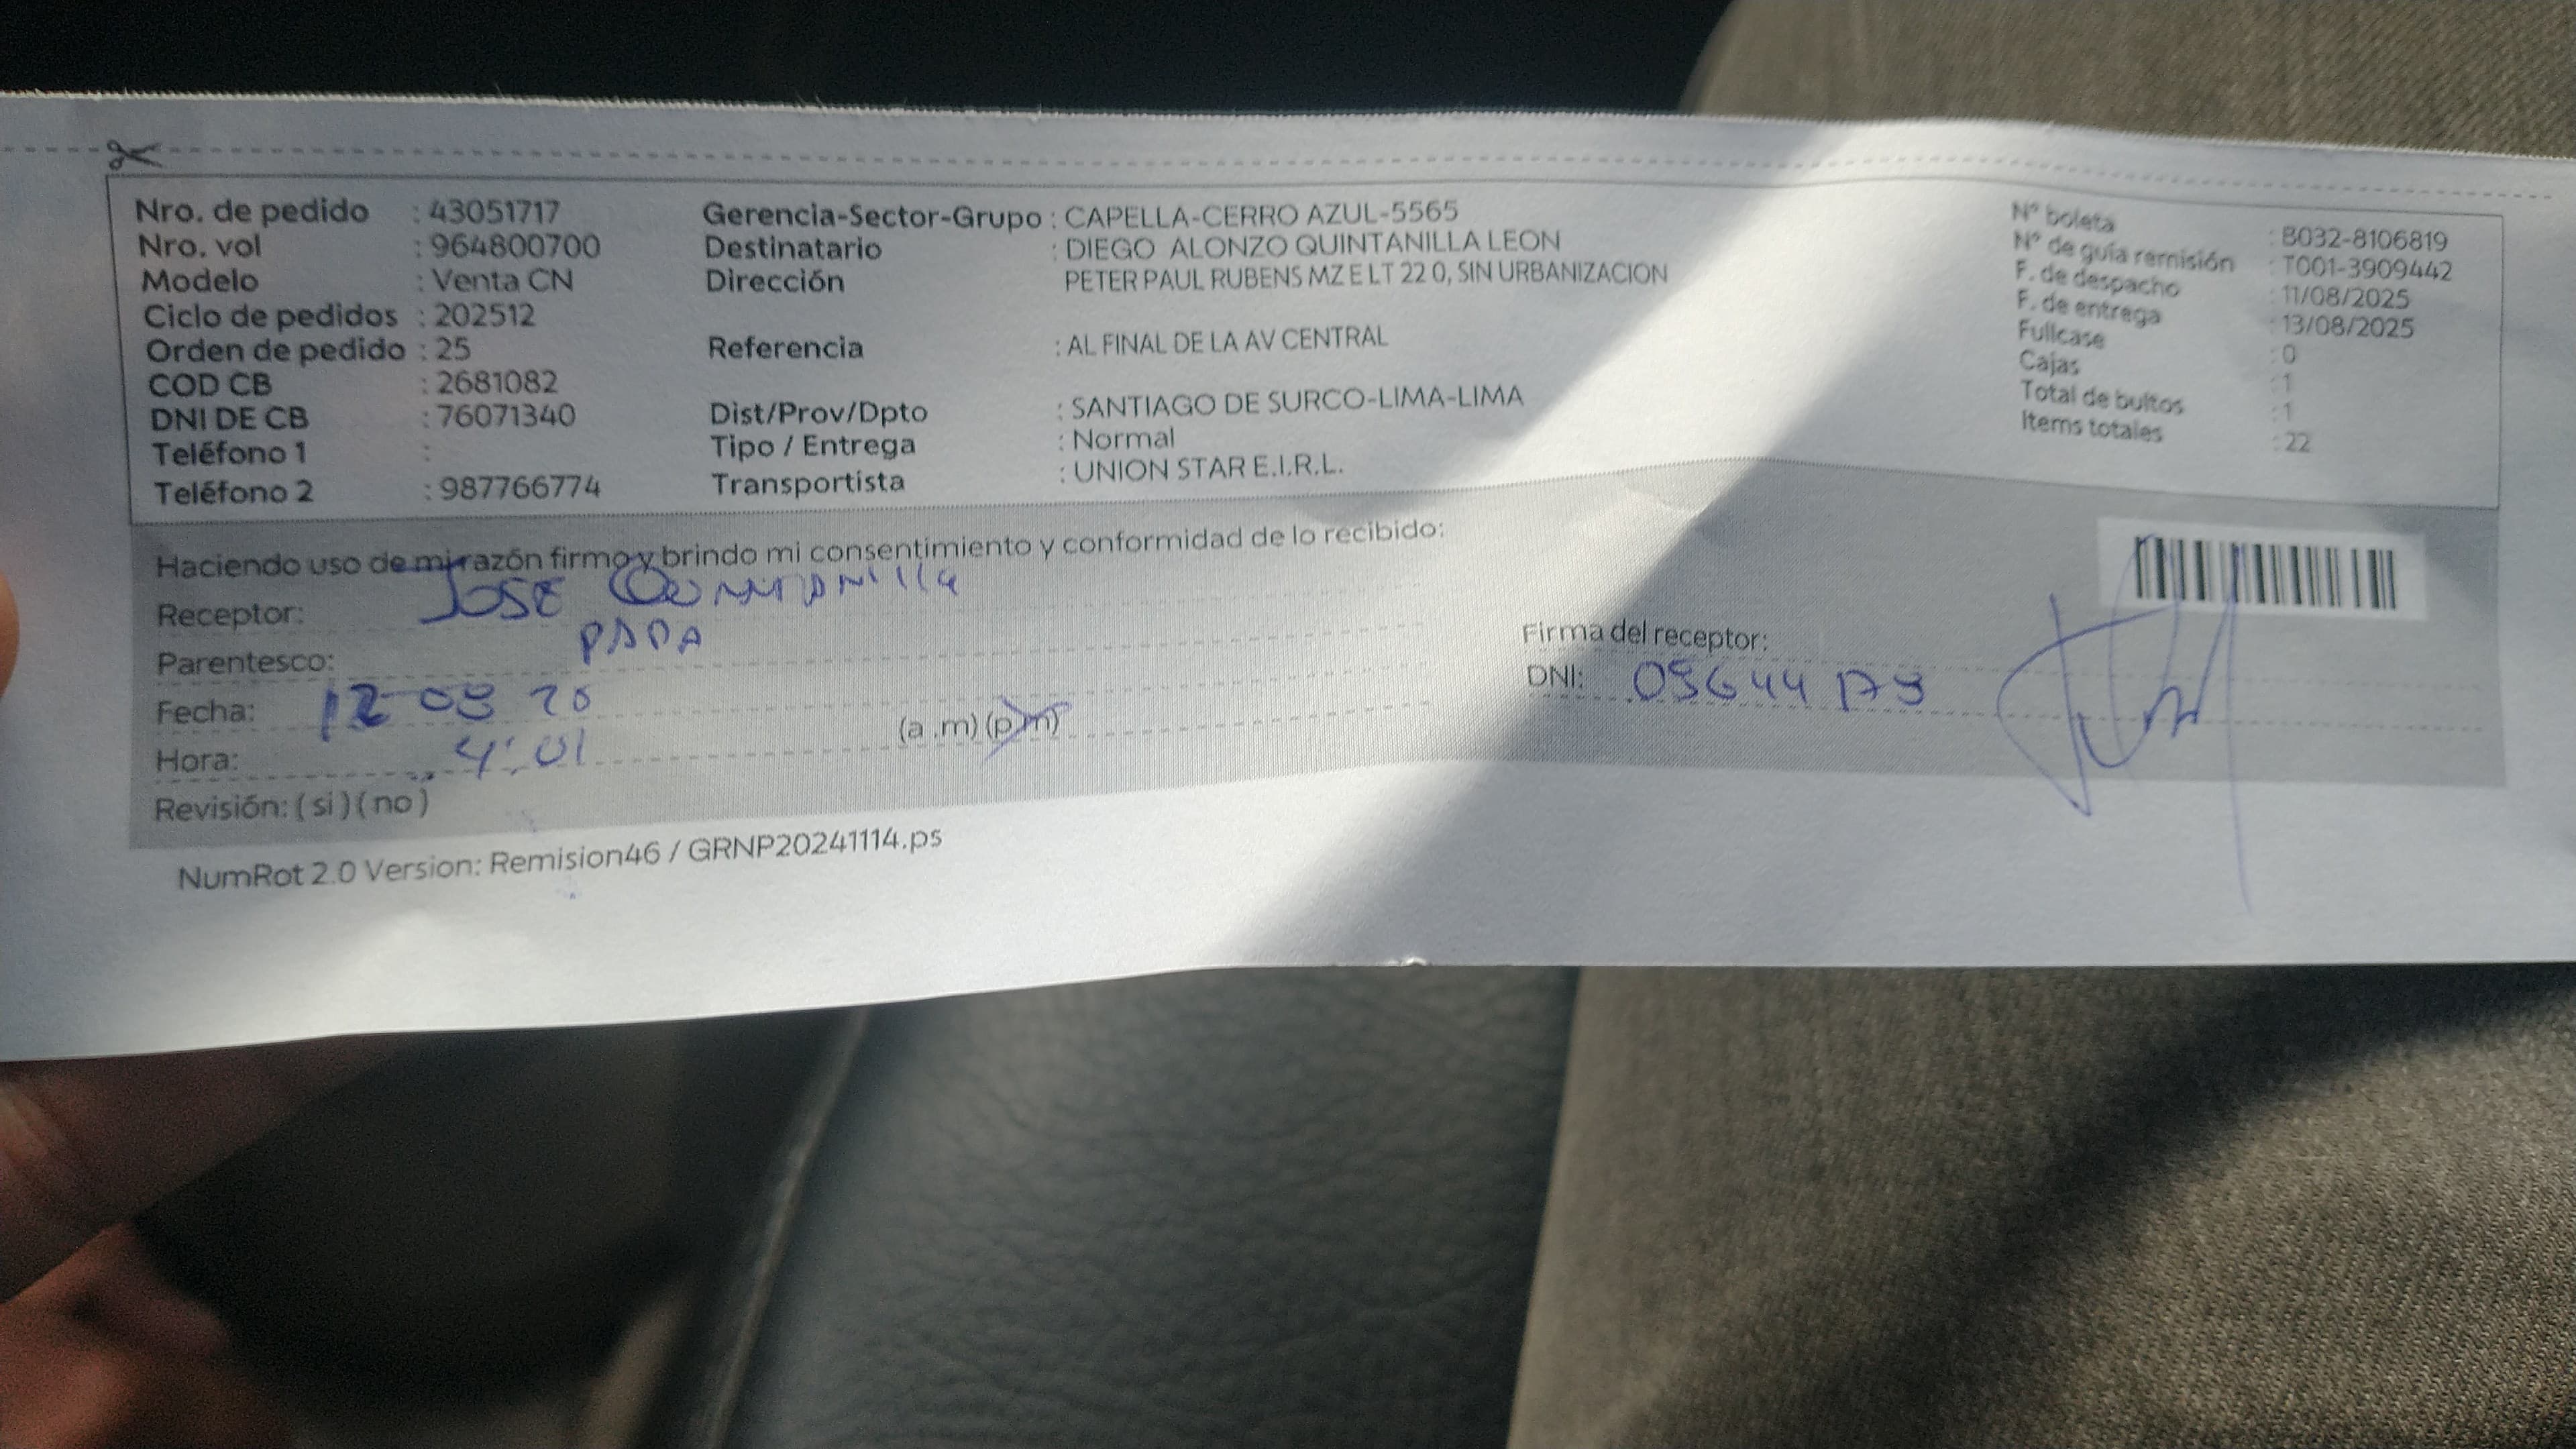 Nro. de pedido : 43051717
Nro. vol : 964800700
Modelo : Venta CN
Ciclo de pedidos : 202512
Orden de pedido : 25
COD CB : 2681082
DNI DE CB : 76071340
Teléfono 1 :
Teléfono 2 : 987766774
Gerencia-Sector-Grupo : CAPELLA-CERRO AZUL-5565
Destinatario : DIEGO ALONZO QUINTANILLA LEON
Dirección PETER PAUL RUBENS MZ E LT 22 0, SIN URBANIZACION
Referencia : AL FINAL DE LA AV CENTRAL
Dist/Prov/Dpto : SANTIAGO DE SURCO-LIMA-LIMA
Tipo / Entrega : Normal
Transportista : UNION STAR E.I.R.L.
N° boleta : B032-8106819
N° de guía remisión : T001-3909442
F. de despacho : 11/08/2025
F. de entrega : 13/08/2025
Fullcase : 0
Cajas : 1
Total de bultos : 1
Items totales : 22
Haciendo uso de mi razón firmo y brindo mi consentimiento y conformidad de lo recibido:
Receptor: JOSE Quintanilla
Parentesco: PAPA
Fecha: 12
Hora: 4:01 (a .m) (p.m)
Revisión: ( si ) ( no )
Firma del receptor:
DNI:
NumRot 2.0 Version: Remision46 / GRNP20241114.ps